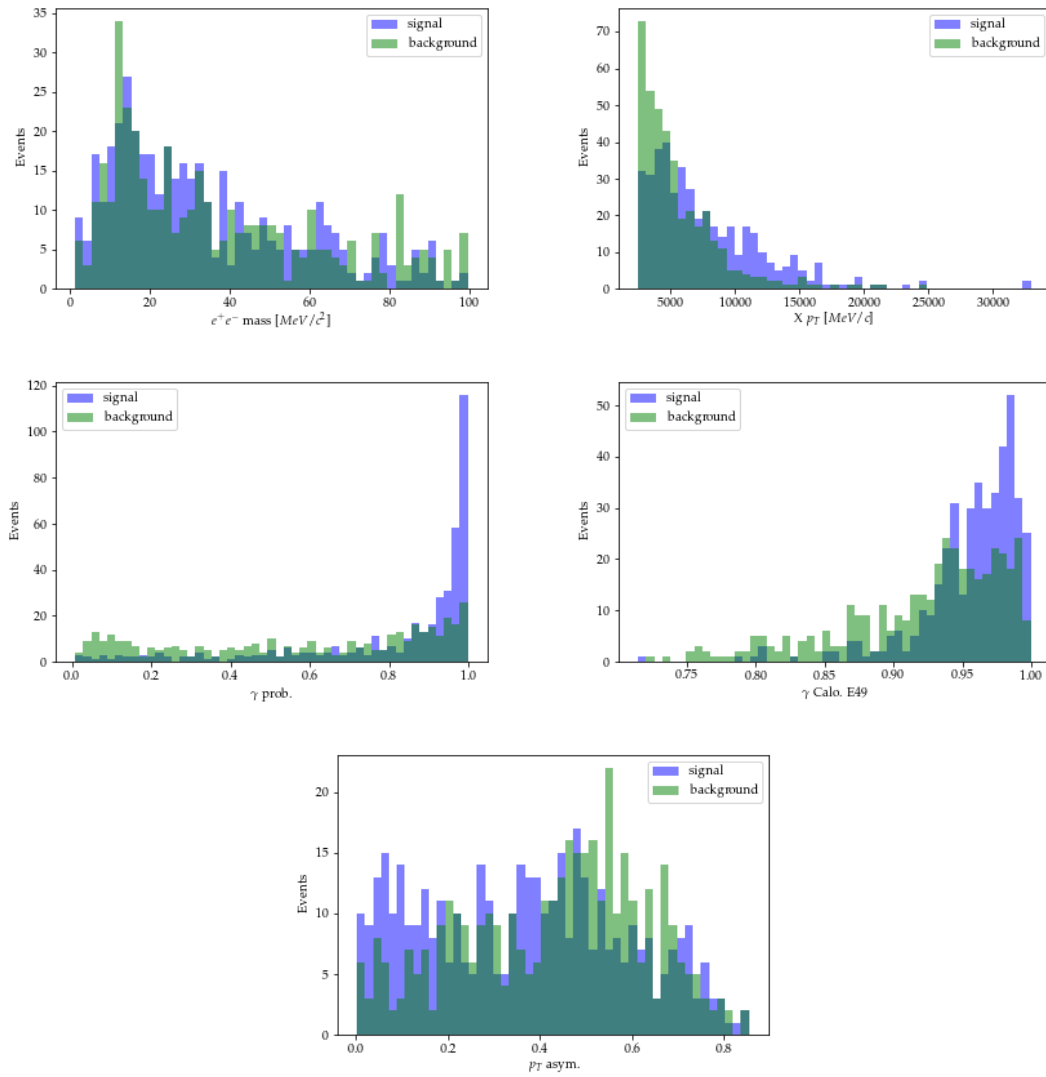 35
30
25
20
15
10
5
0
Events
signal
background
0 20 40 60 80 100
e⁺e⁻ mass [MeV/c²]
70
60
50
40
30
20
10
0
Events
signal
background
5000 10000 15000 20000 25000 30000
X p_T [MeV/c]
120
100
80
60
40
20
0
Events
signal
background
0.0 0.2 0.4 0.6 0.8 1.0
γ prob.
50
40
30
20
10
0
Events
signal
background
0.75 0.80 0.85 0.90 0.95 1.00
γ Calo. E49
20
15
10
5
0
Events
signal
background
0.0 0.2 0.4 0.6 0.8
p_T asym.